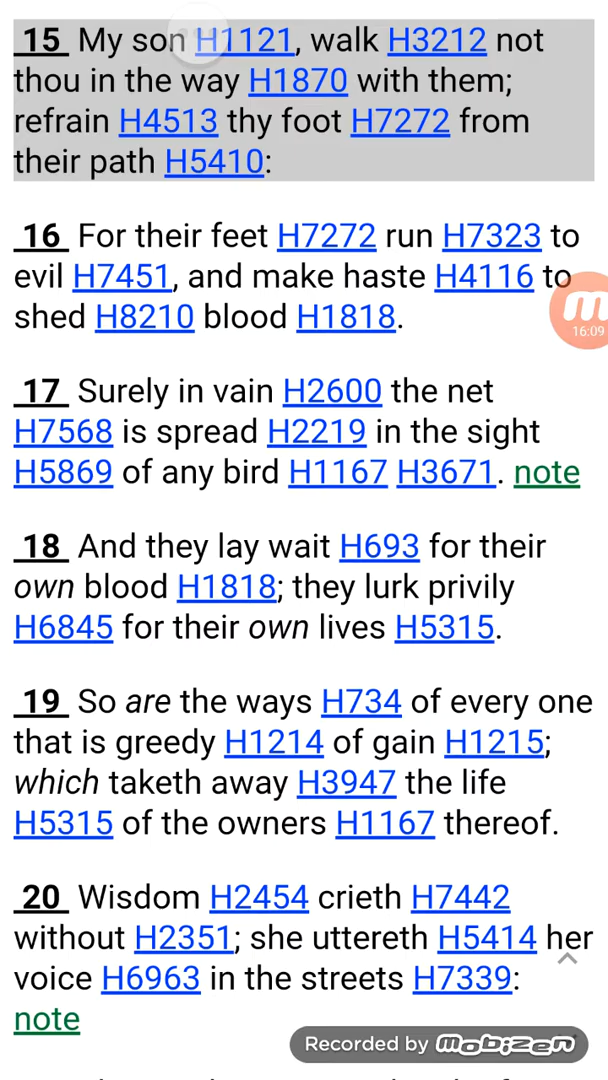 15 My son H1121, walk H3212 not
thou in the way H1870 with them;
refrain H4513 thy foot H7272 from
their path H5410:
16 For their feet H7272 run H7323 to
evil H7451, and make haste H4116 to
shed H8210 blood H1818.
16:09
17 Surely in vain H2600 the net
H7568 is spread H2219 in the sight
H5869 of any bird H1167 H3671. note
18 And they lay wait H693 for their
own blood H1818; they lurk privily
H6845 for their own lives H5315.
19 So are the ways H734 of every one
that is greedy H1214 of gain H1215;
which taketh away H3947 the life
H5315 of the owners H1167 thereof.
20 Wisdom H2454 crieth H7442
without H2351; she uttereth H5414 her
voice H6963 in the streets H7339:
note
Recorded by mobizen